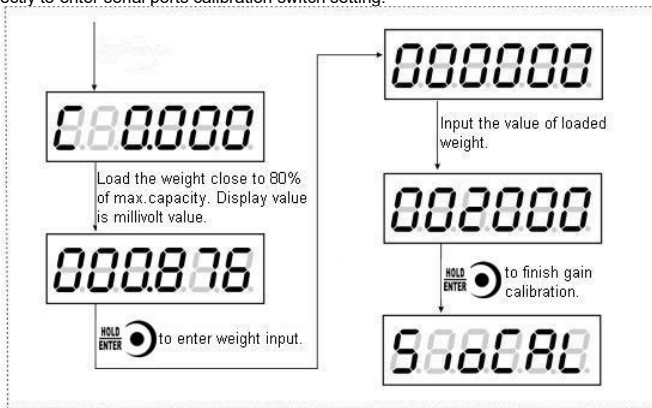 ectly to enter serial ports calibration switch setting.
C 0.000
Load the weight close to 80%
of max.capacity. Display value
is millivolt value.
000.876
HOLD
ENTER
to enter weight input.
000000
Input the value of loaded
weight.
002000
HOLD
ENTER
to finish gain
calibration.
S ioCAL